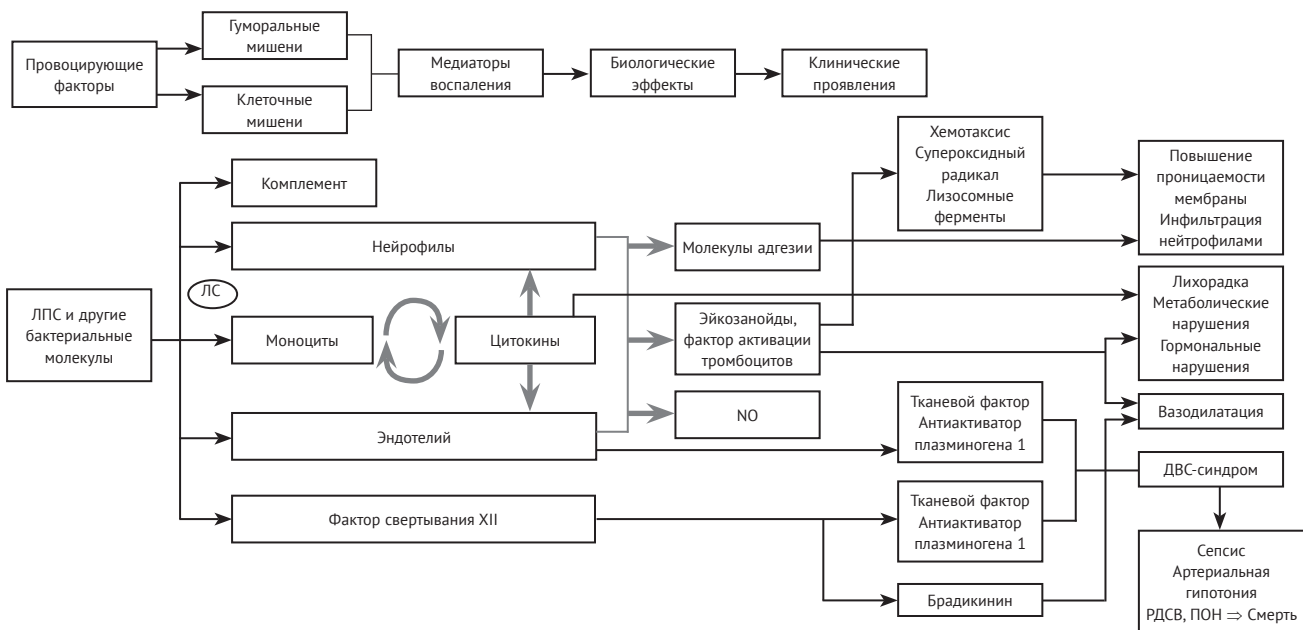 Гуморальные
мишени
Провоцирующие
факторы
Клеточные
мишени
Медиаторы
воспаления
Биологические
эффекты
Клинические
проявления
Комплемент
Нейрофилы
ЛС
ЛПС и другие
бактериальные
молекулы
Моноциты
Цитокины
Эндотелий
Фактор свертывания XII
Молекулы адгезии
Эйкозанойды,
фактор активации
тромбоцитов
NO
Хемотаксис
Супероксидный
радикал
Лизосомные
ферменты
Тканевой фактор
Антиактиватор
плазминогена 1
Тканевой фактор
Антиактиватор
плазминогена 1
Брадикинин
Повышение
проницаемости
мембраны
Инфильтрация
нейтрофилами
Лихорадка
Метаболические
нарушения
Гормональные
нарушения
Вазодилатация
ДВС-синдром
Сепсис
Артериальная
гипотония
РДСВ, ПОН ⇒ Смерть